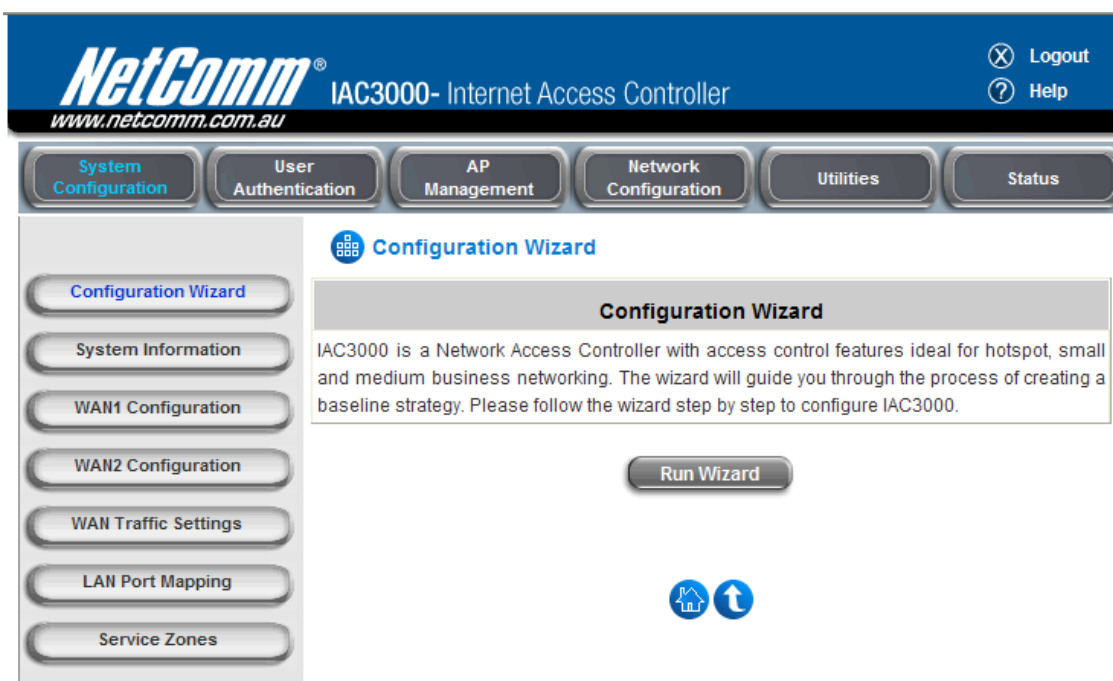 NetComm®
www.netcomm.com.au
IAC3000- Internet Access Controller
Logout
Help
System
Configuration
User
Authentication
AP
Management
Network
Configuration
Utilities
Status
Configuration Wizard
System Information
WAN1 Configuration
WAN2 Configuration
WAN Traffic Settings
LAN Port Mapping
Service Zones
Configuration Wizard
Configuration Wizard
IAC3000 is a Network Access Controller with access control features ideal for hotspot, small
and medium business networking. The wizard will guide you through the process of creating a
baseline strategy. Please follow the wizard step by step to configure IAC3000.
Run Wizard